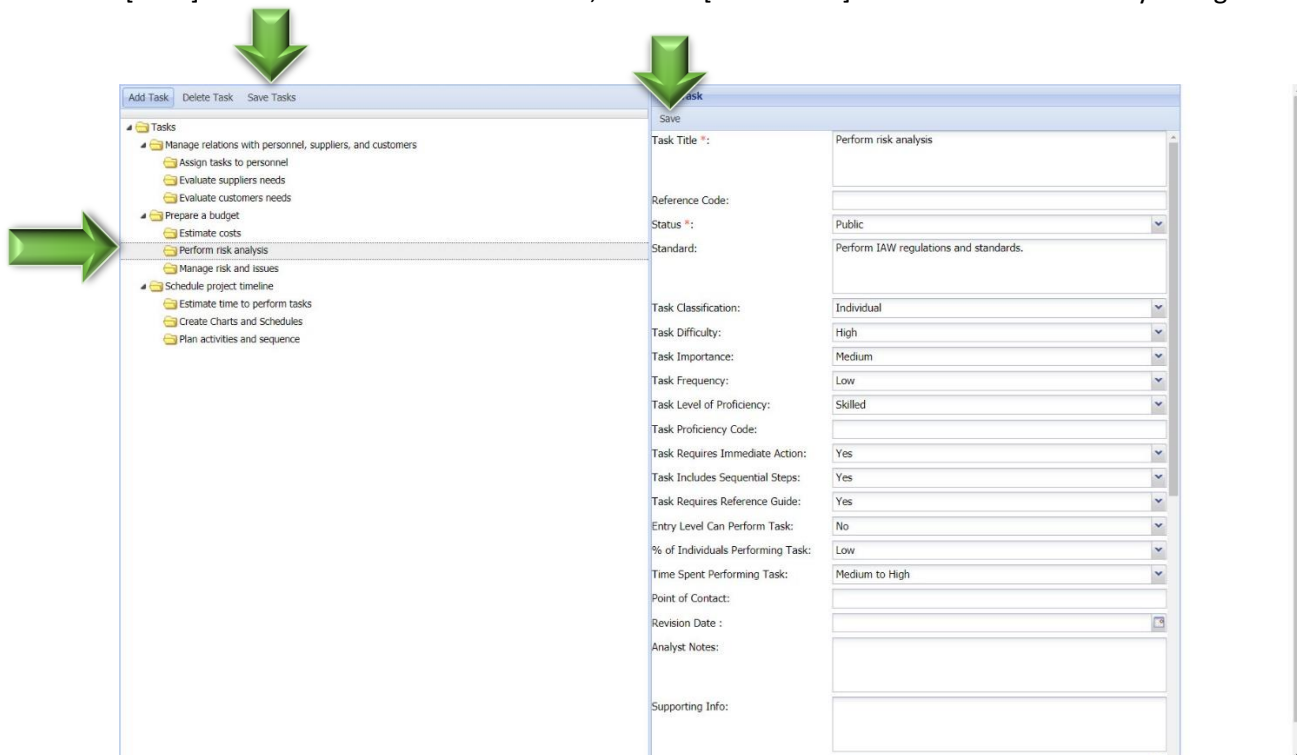 Add Task Delete Task Save Tasks
Tasks
Manage relations with personnel, suppliers, and customers
Assign tasks to personnel
Evaluate suppliers needs
Evaluate customers needs
Prepare a budget
Estimate costs
Perform risk analysis
Manage risk and issues
Schedule project timeline
Estimate time to perform tasks
Create Charts and Schedules
Plan activities and sequence
Save
Task Title *: Perform risk analysis
Reference Code:
Status *: Public
Standard: Perform IAW regulations and standards.
Task Classification: Individual
Task Difficulty: High
Task Importance: Medium
Task Frequency: Low
Task Level of Proficiency: Skilled
Task Proficiency Code:
Task Requires Immediate Action: Yes
Task Includes Sequential Steps: Yes
Task Requires Reference Guide: Yes
Entry Level Can Perform Task: No
% of Individuals Performing Task: Low
Time Spent Performing Task: Medium to High
Point of Contact:
Revision Date :
Analyst Notes:
Supporting Info: